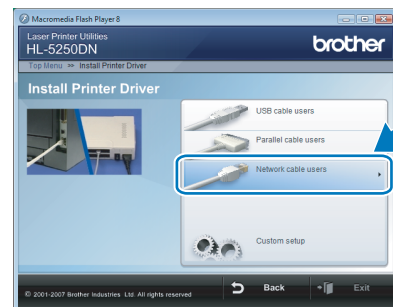 Macromedia Flash Player 8
Laser Printer Utilities
HL-5250DN
brother
Top Menu >> Install Printer Driver
Install Printer Driver
USB cable users
Parallel cable users
Network cable users
Custom setup
© 2001-2007 Brother Industries Ltd. All rights reserved
Back
Exit